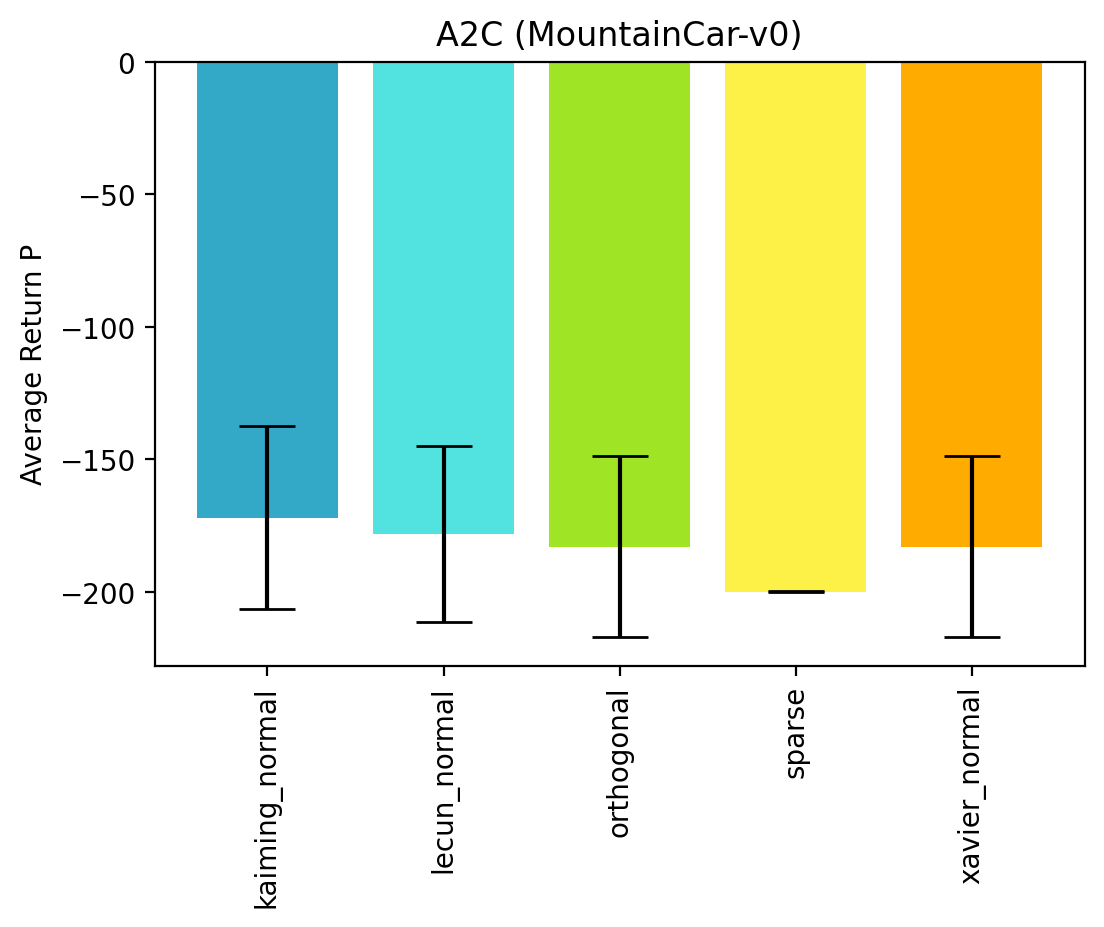 A2C (MountainCar-v0)
Average Return P
0
−50
−100
−150
−200
kaiming_normal
lecun_normal
orthogonal
sparse
xavier_normal